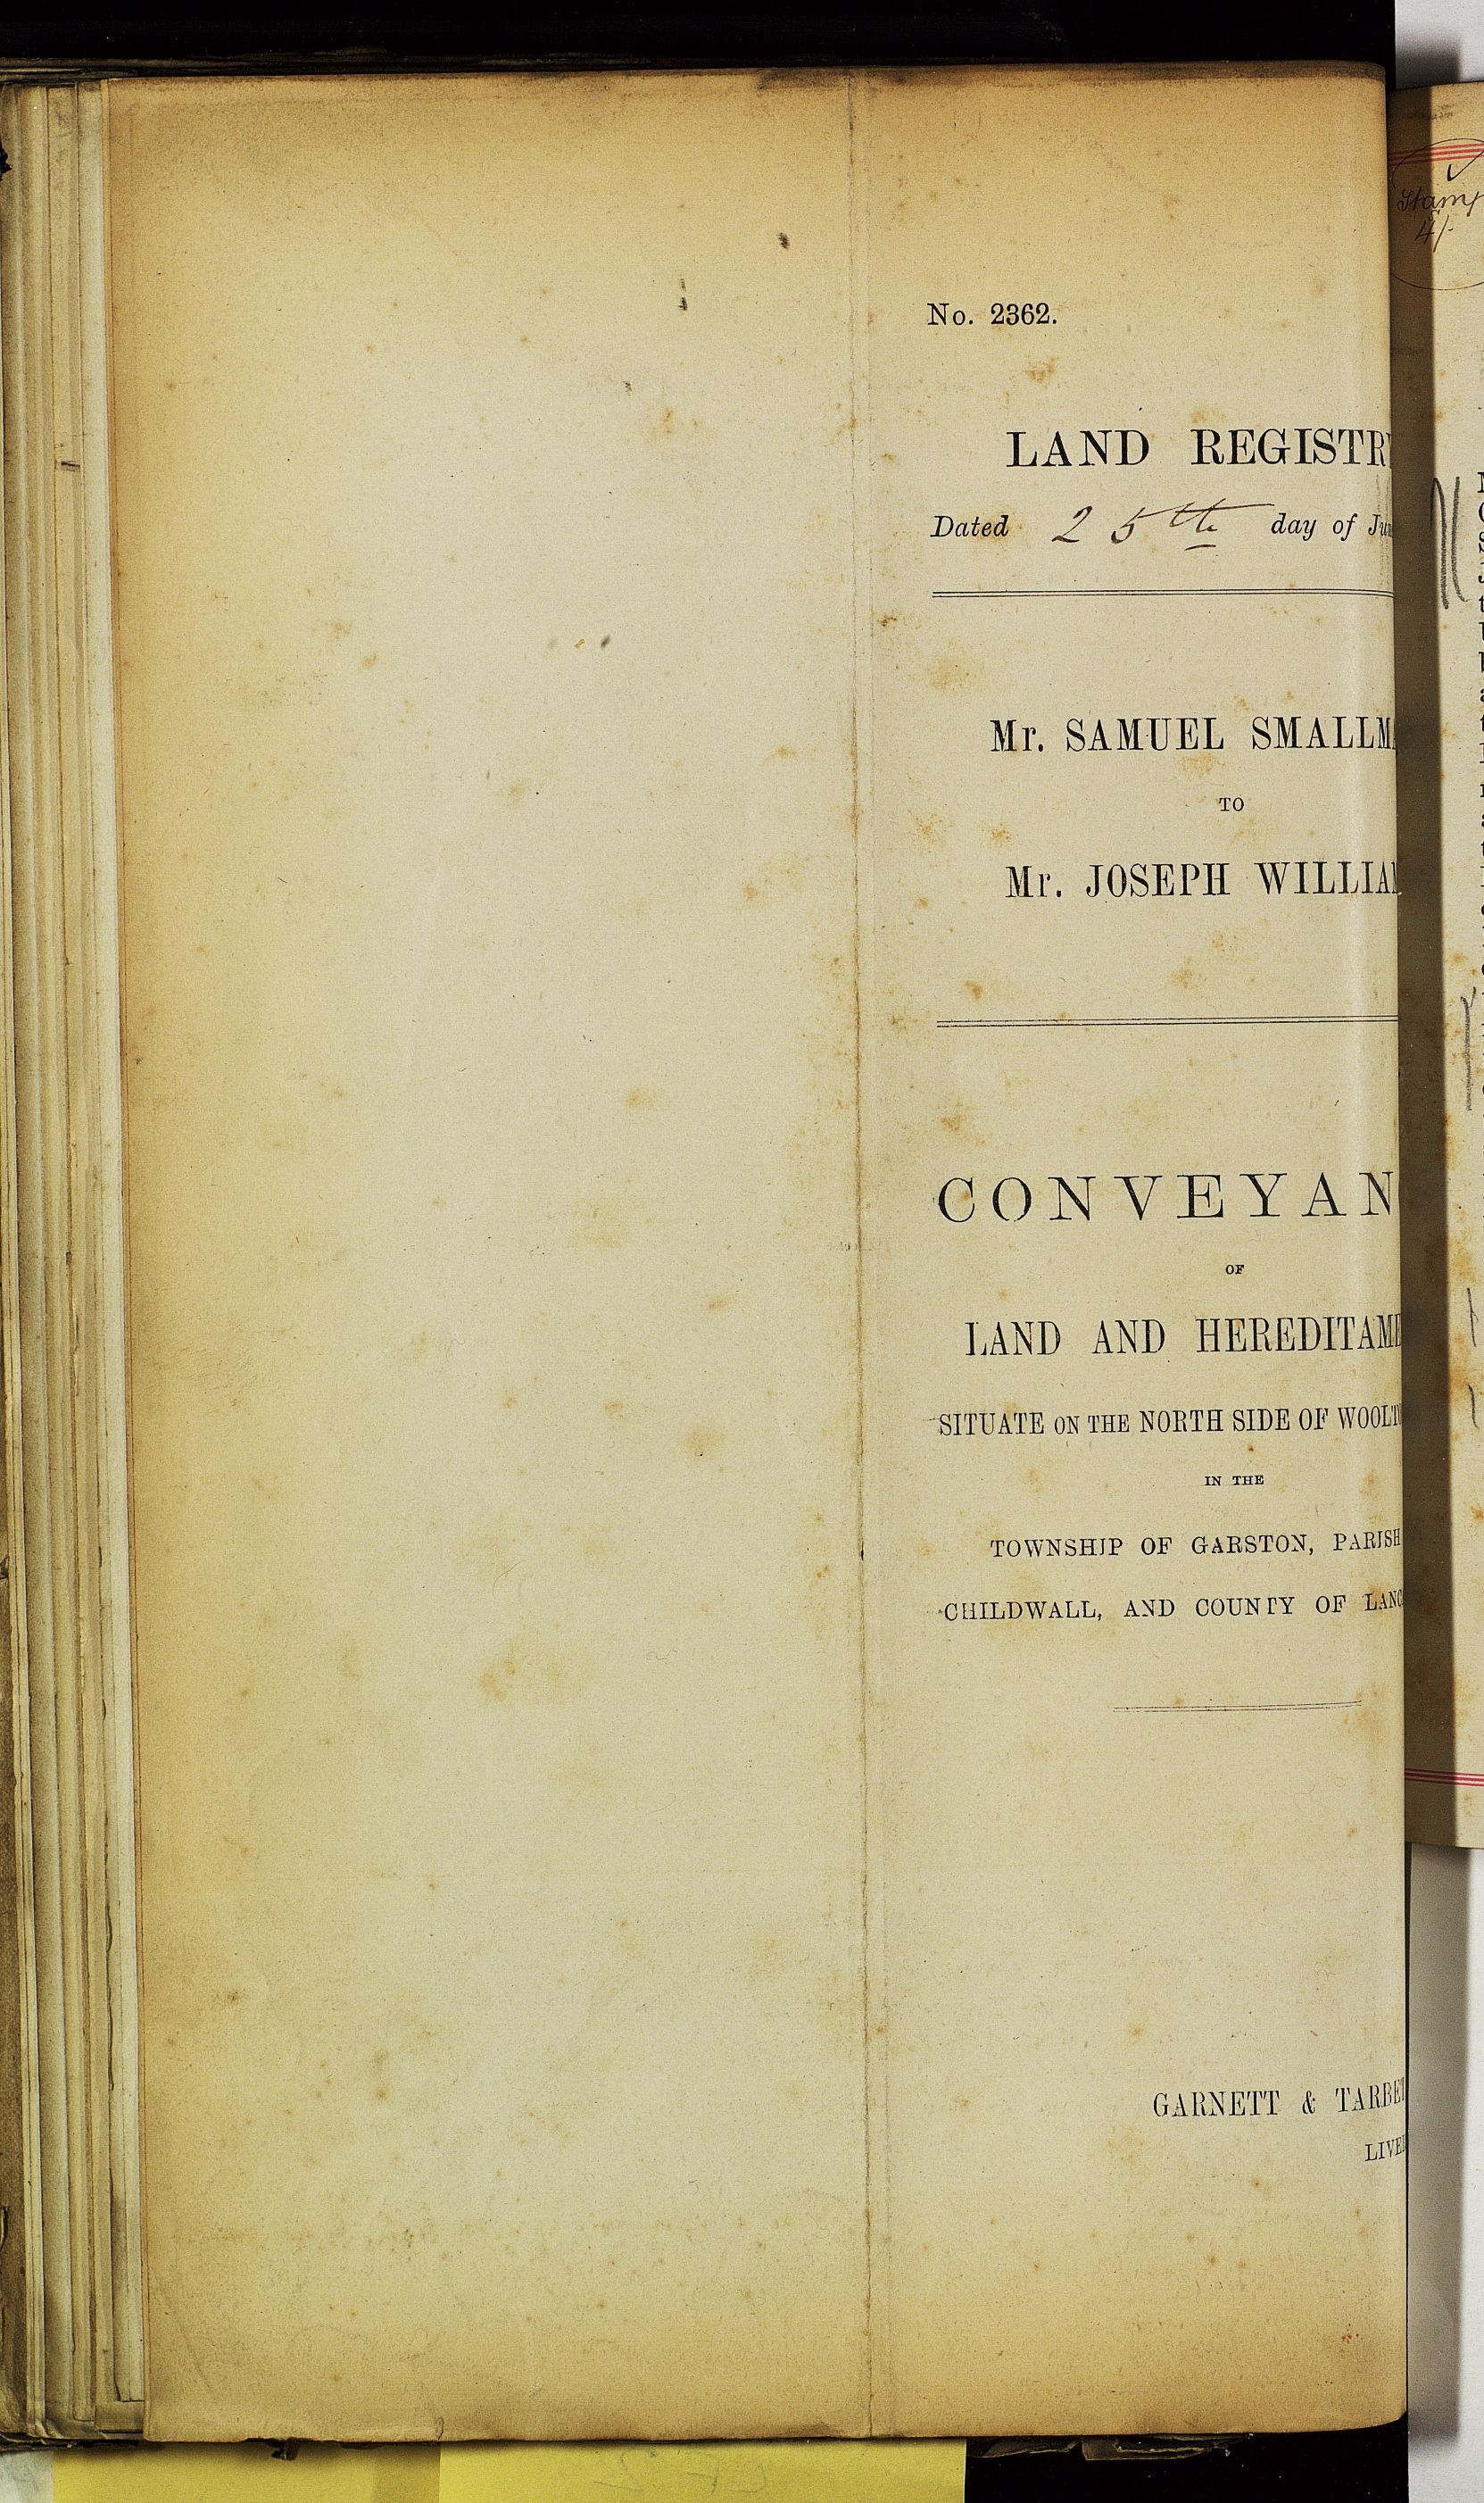 No. 2362.
LAND REGISTR
Dated 25th day of Ju
Mr. SAMUEL SMALLM
TO
Mr. JOSEPH WILLIA
CONVEYAN
OF
LAND AND HEREDITAME
SITUATE ON THE NORTH SIDE OF WOOLT
IN THE
TOWNSHIP OF GARSTON, PARISH
CHILDWALL, AND COUNTY OF LANC
GARNETT & TARBE
LIVE
Stamp
4/-